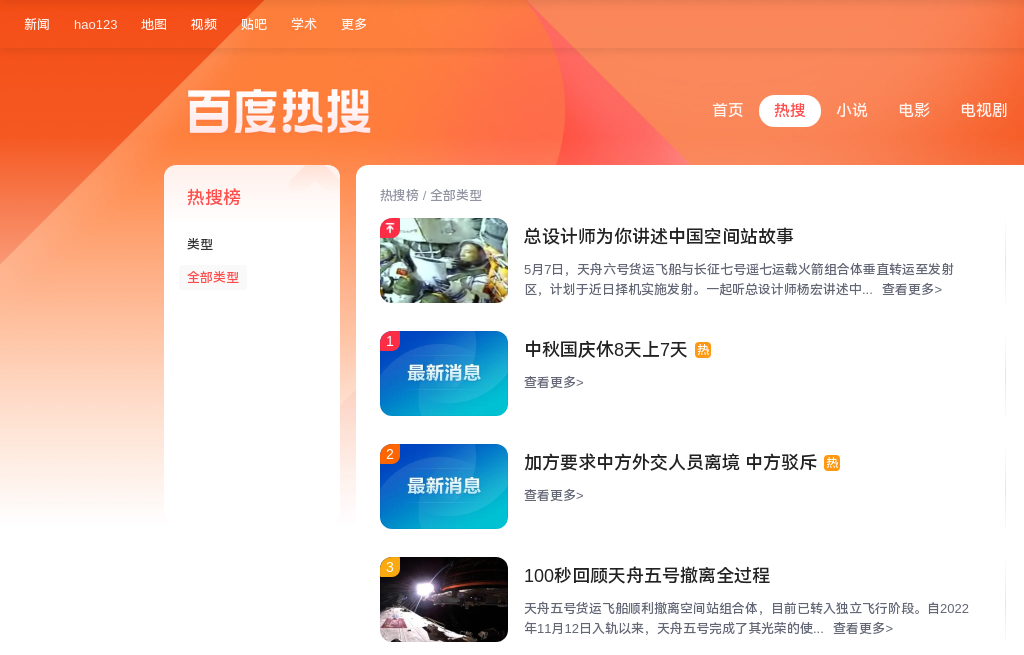 新闻 hao123 地图 视频 贴吧 学术 更多
百度热搜
首页 热搜 小说 电影 电视剧
热搜榜
类型
全部类型
热搜榜 / 全部类型
总设计师为你讲述中国空间站故事
5月7日，天舟六号货运飞船与长征七号遥七运载火箭组合体垂直转运至发射
区，计划于近日择机实施发射。一起听总设计师杨宏讲述中... 查看更多>
1
最新消息
中秋国庆休8天上7天 热
查看更多>
2
最新消息
加方要求中方外交人员离境 中方驳斥 热
查看更多>
3
100秒回顾天舟五号撤离全过程
天舟五号货运飞船顺利撤离空间站组合体，目前已转入独立飞行阶段。自2022
年11月12日入轨以来，天舟五号完成了其光荣的使... 查看更多>